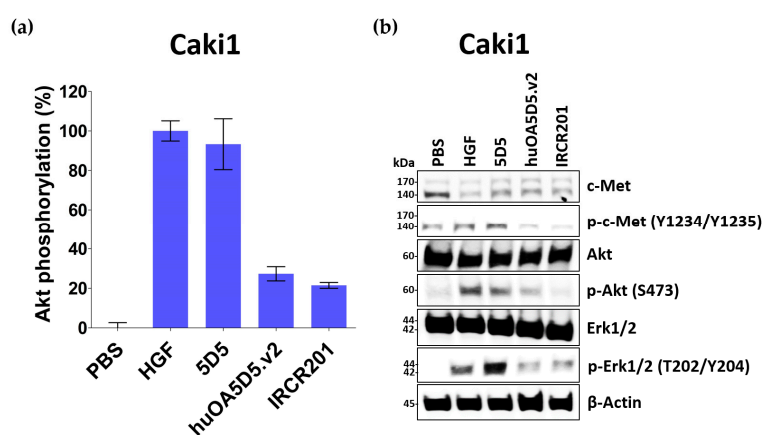 (a)
Caki1
Akt phosphorylation (%)
120
100
80
60
40
20
0
PBS
HGF
5D5
huOA5D5.v2
IRCR201
(b)
Caki1
PBS
HGF
5D5
huOA5D5.v2
IRCR201
kDa
170
140
c-Met
170
140
p-c-Met (Y1234/Y1235)
60
Akt
60
p-Akt (S473)
44
42
Erk1/2
44
42
p-Erk1/2 (T202/Y204)
45
β-Actin